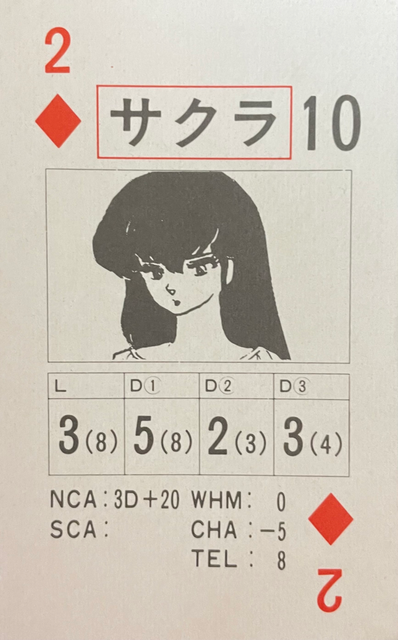 2
サクラ 10
L D① D② D③
3(8) 5(8) 2(3) 3(4)
NCA:3D+20 WHM: 0
SCA: CHA:-5
TEL: 8
2